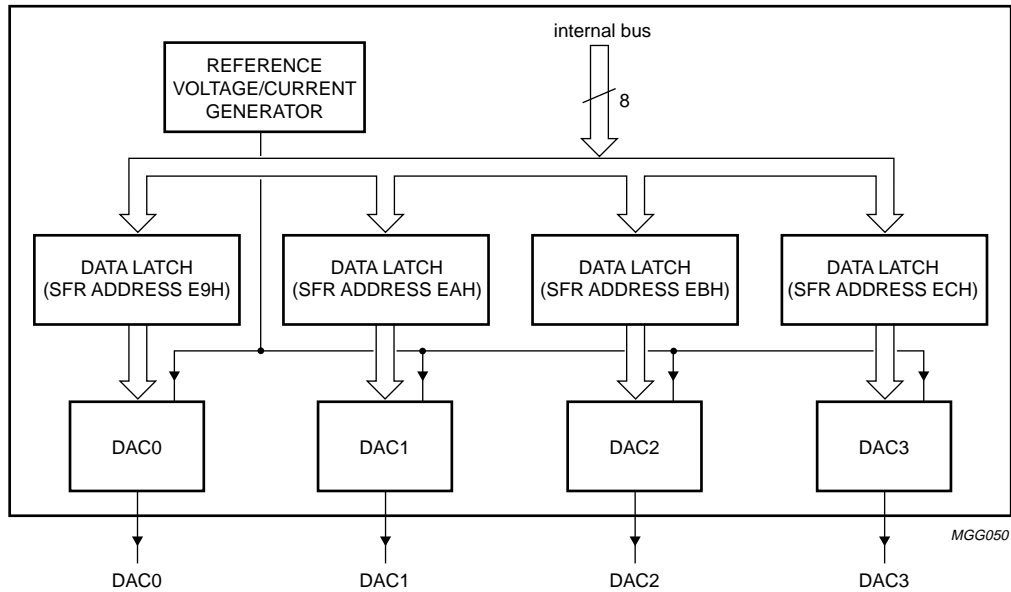 internal bus
REFERENCE
VOLTAGE/CURRENT
GENERATOR
8
DATA LATCH
(SFR ADDRESS E9H)
DATA LATCH
(SFR ADDRESS EAH)
DATA LATCH
(SFR ADDRESS EBH)
DATA LATCH
(SFR ADDRESS ECH)
DAC0
DAC1
DAC2
DAC3
MGG050
DAC0
DAC1
DAC2
DAC3